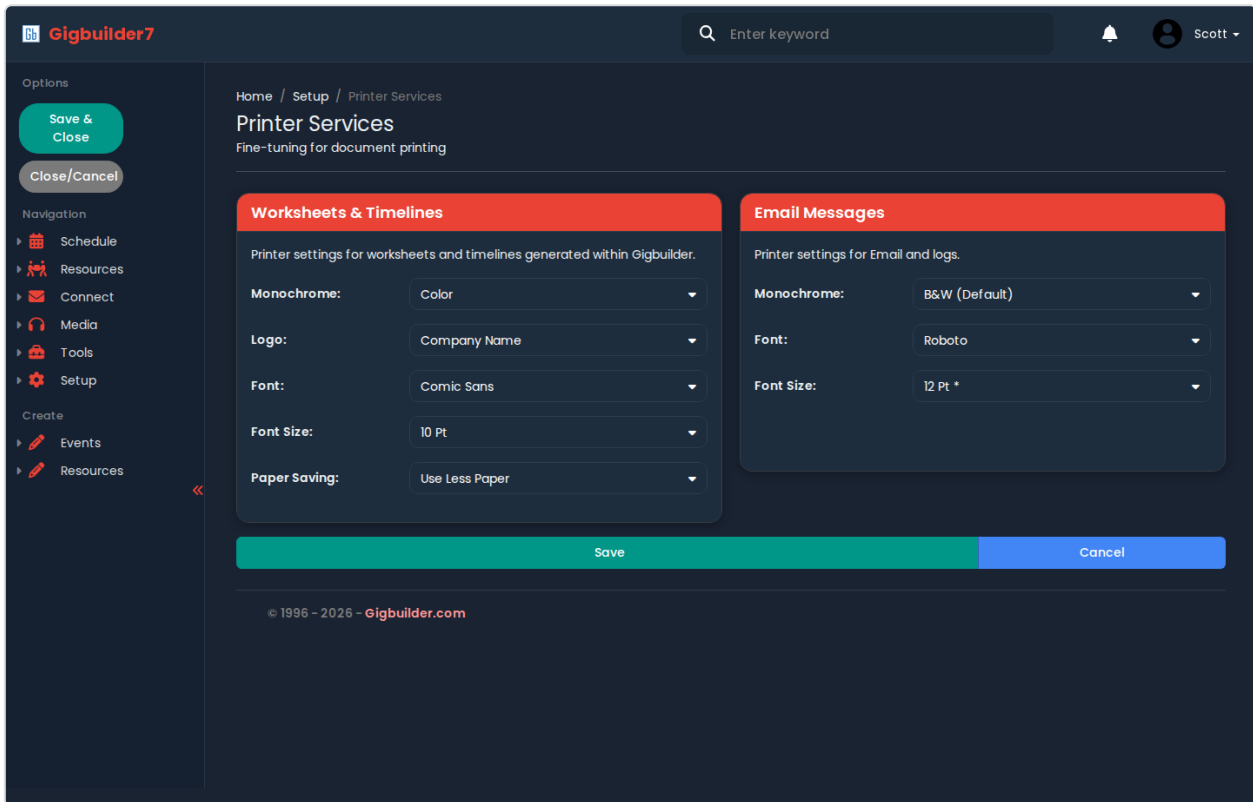 Gb Gigbuilder7
Enter keyword
Scott
Options
Save &
Close
Close/Cancel
Navigation
Schedule
Resources
Connect
Media
Tools
Setup
Create
Events
Resources
Home / Setup / Printer Services
Printer Services
Fine-tuning for document printing
Worksheets & Timelines
Printer settings for worksheets and timelines generated within Gigbuilder.
Monochrome: Color
Logo: Company Name
Font: Comic Sans
Font Size: 10 Pt
Paper Saving: Use Less Paper
Email Messages
Printer settings for Email and logs.
Monochrome: B&W (Default)
Font: Roboto
Font Size: 12 Pt *
Save
Cancel
© 1996 - 2026 - Gigbuilder.com